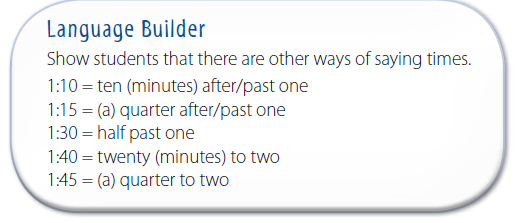 Language Builder
Show students that there are other ways of saying times.
1:10 = ten (minutes) after/past one
1:15 = (a) quarter after/past one
1:30 = half past one
1:40 = twenty (minutes) to two
1:45 = (a) quarter to two